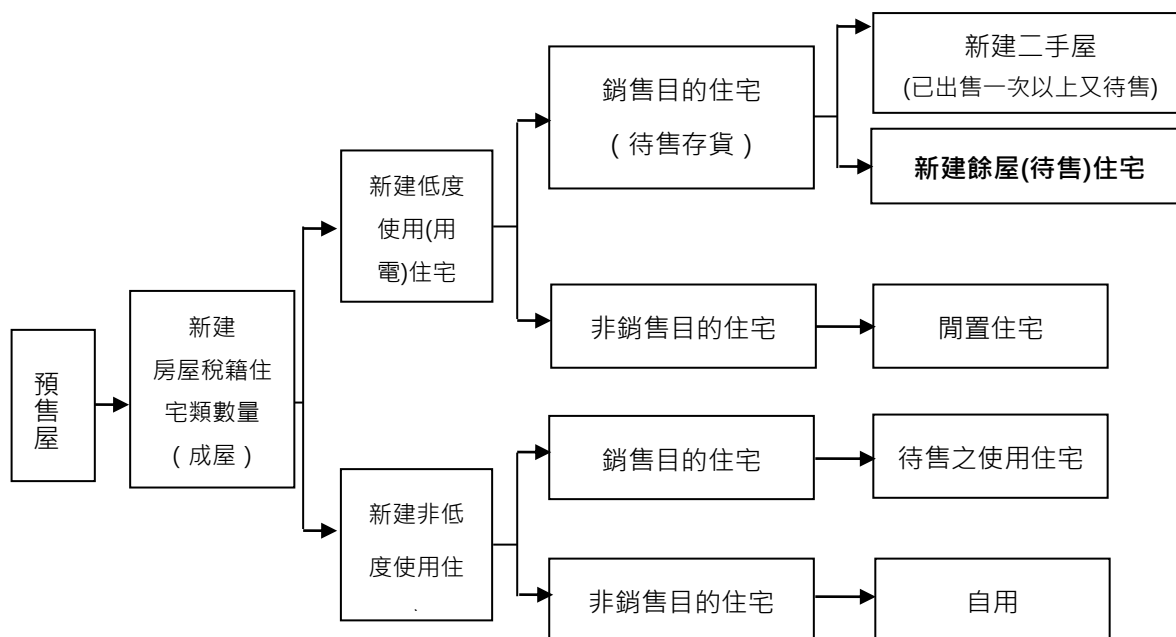 預售屋
新建
房屋稅籍住
宅類數量
（成屋）
新建低度
使用(用
電)住宅
新建非低
度使用住
銷售目的住宅
（待售存貨）
非銷售目的住宅
銷售目的住宅
非銷售目的住宅
新建二手屋
(已出售一次以上又待售)
新建餘屋(待售)住宅
閒置住宅
待售之使用住宅
自用